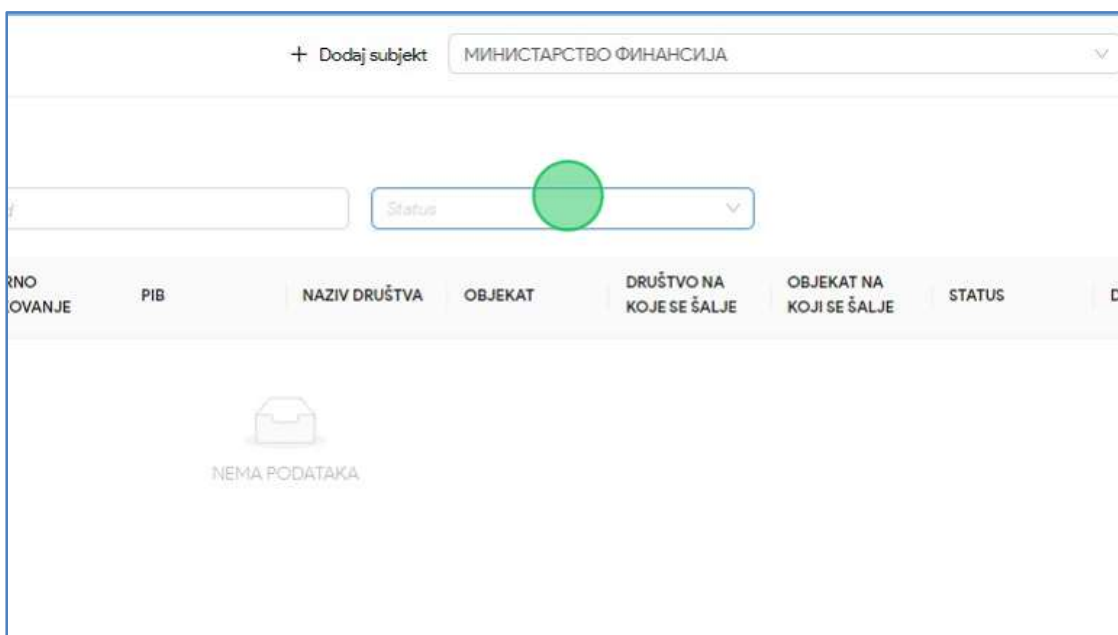 + Dodaj subjekt МИНИСТАРСТВО ФИНАНСИЈА
Status
PIB NAZIV DRUŠTVA OBJEKAT DRUŠTVO NA KOJE SE ŠALJE OBJEKAT NA KOJI SE ŠALJE STATUS
NEMA PODATAKA